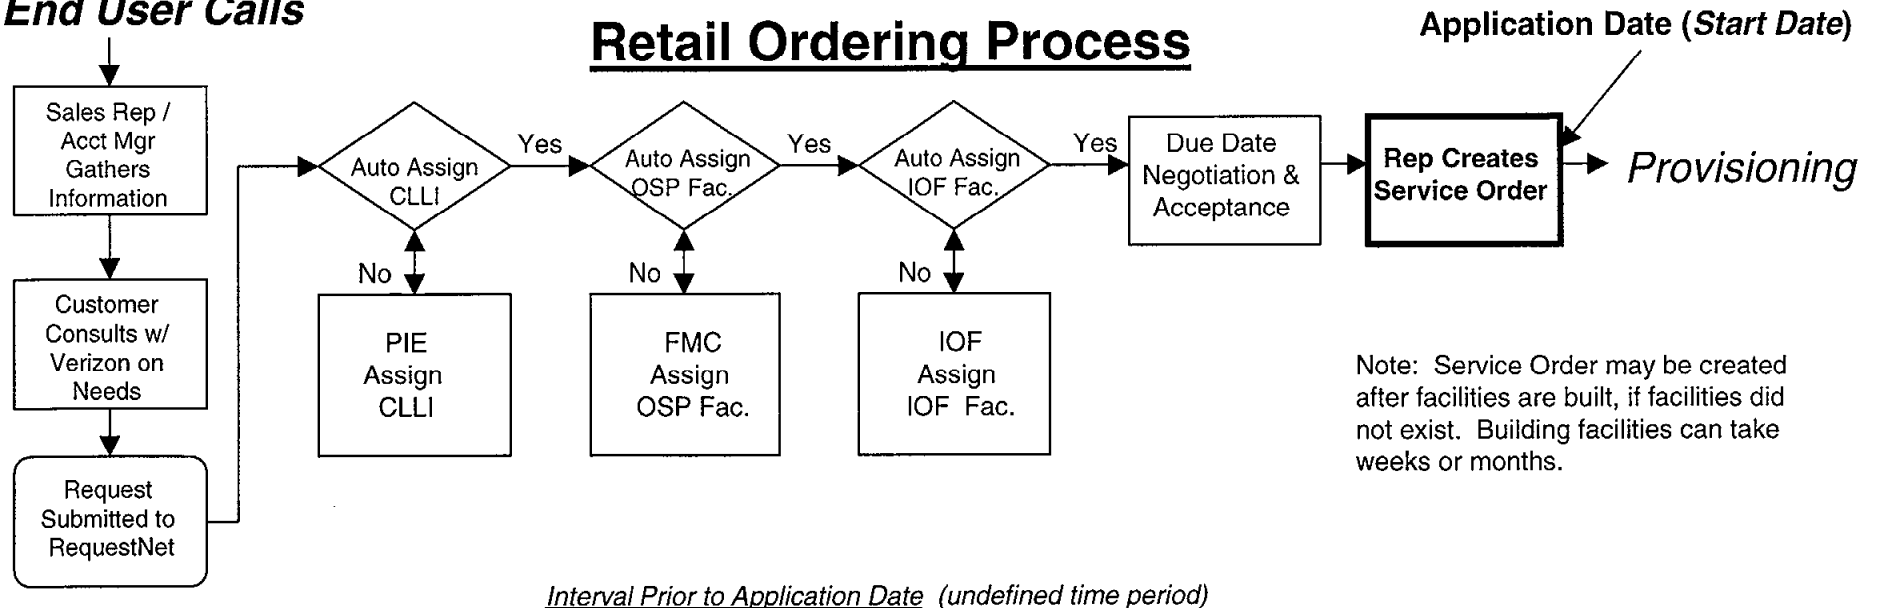 End User Calls
Retail Ordering Process
Application Date (Start Date)
Sales Rep /
Acct Mgr
Gathers
Information
Customer
Consults w/
Verizon on
Needs
Request
Submitted to
RequestNet
Auto Assign
CLLI
Yes
No
PIE
Assign
CLLI
Auto Assign
OSP Fac.
Yes
No
FMC
Assign
OSP Fac.
Auto Assign
IOF Fac.
Yes
No
IOF
Assign
IOF Fac.
Due Date
Negotiation &
Acceptance
Rep Creates
Service Order
Provisioning
Note: Service Order may be created
after facilities are built, if facilities did
not exist. Building facilities can take
weeks or months.
Interval Prior to Application Date (undefined time period)